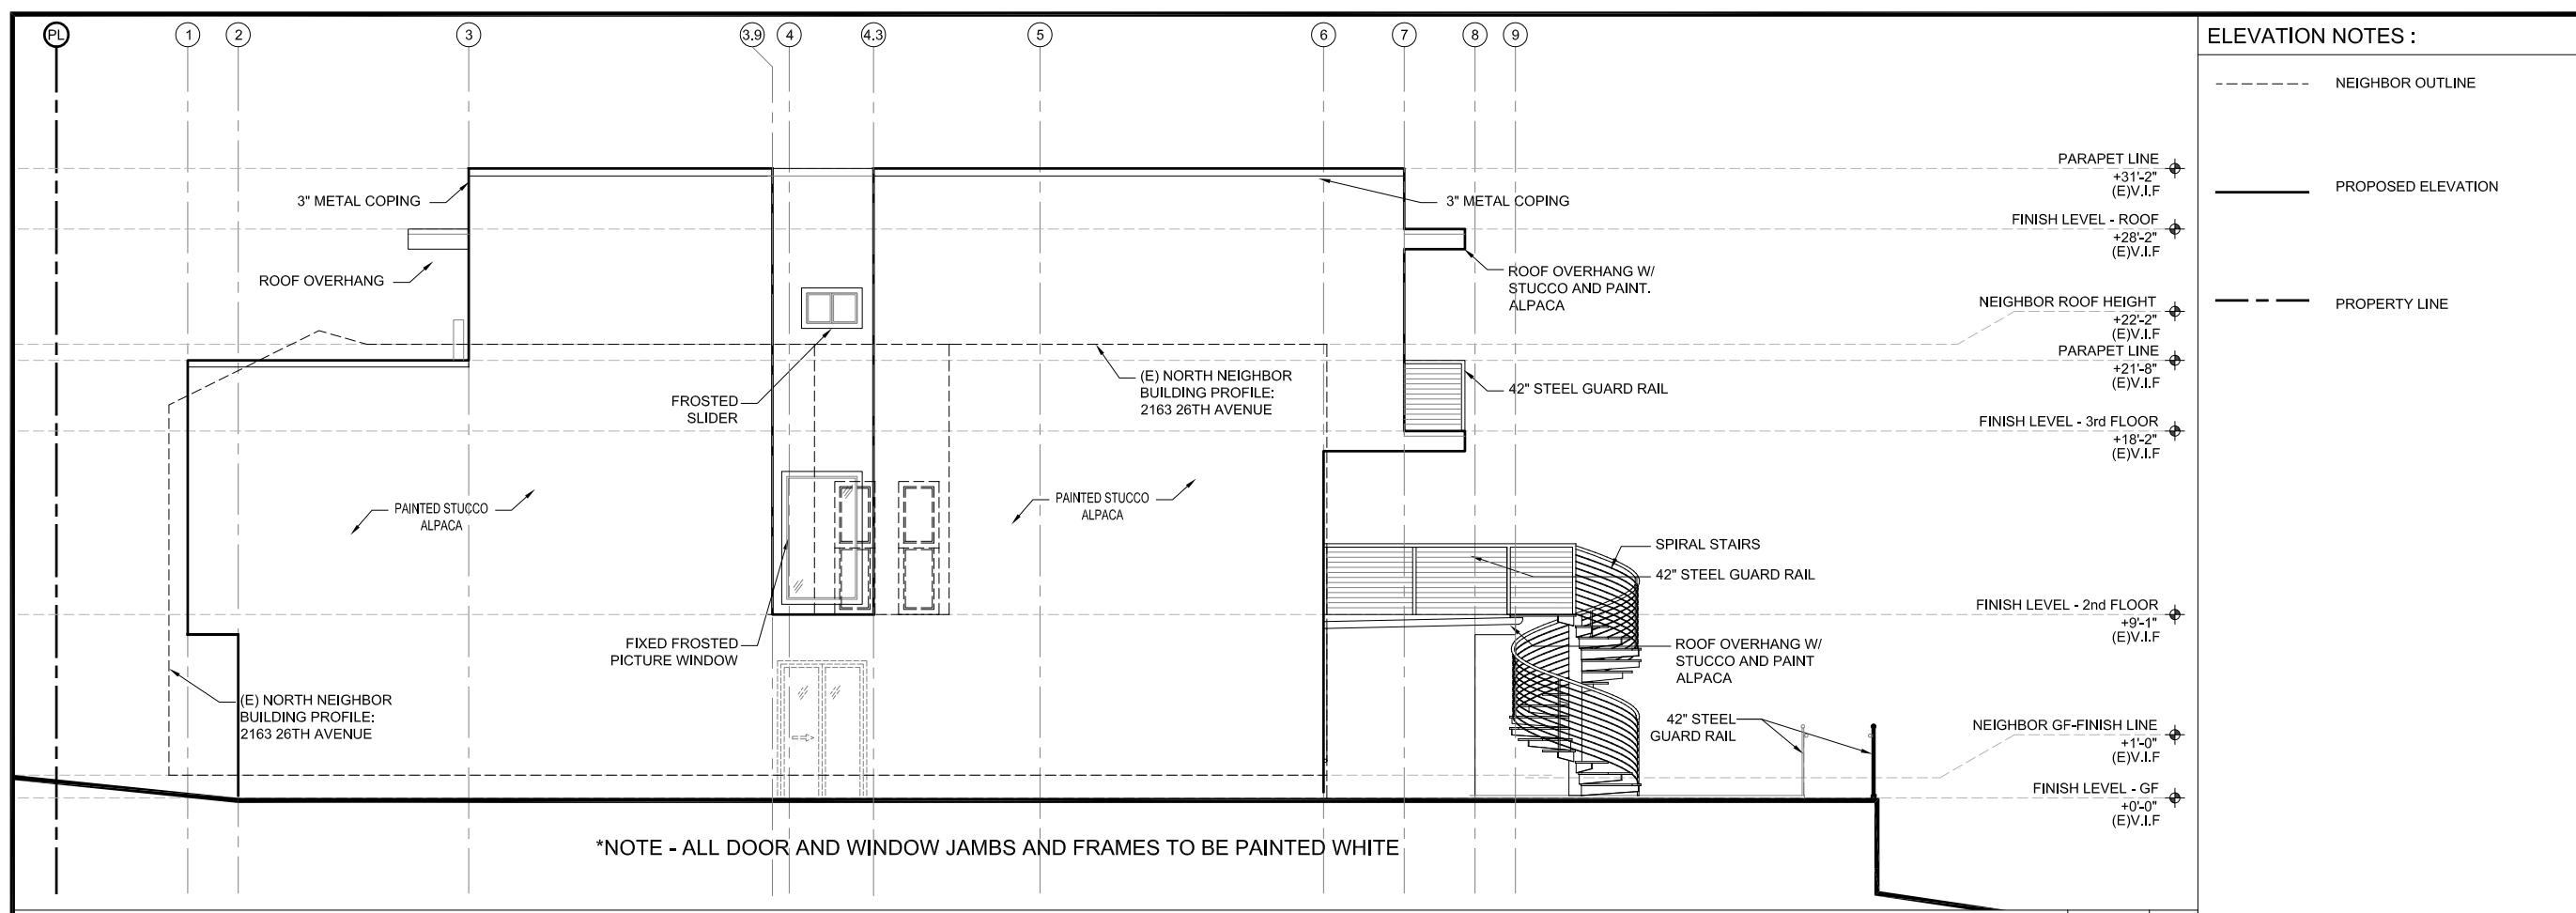 PL
1
2
3
3.9
4
4.3
5
6
7
8
9
ELEVATION NOTES :
NEIGHBOR OUTLINE
PROPOSED ELEVATION
PROPERTY LINE
PARAPET LINE
+31'-2"
(E)V.I.F
FINISH LEVEL - ROOF
+28'-2"
(E)V.I.F
NEIGHBOR ROOF HEIGHT
+22'-2"
(E)V.I.F
PARAPET LINE
+21'-8"
(E)V.I.F
FINISH LEVEL - 3rd FLOOR
+18'-2"
(E)V.I.F
FINISH LEVEL - 2nd FLOOR
+9'-1"
(E)V.I.F
NEIGHBOR GF-FINISH LINE
+1'-0"
(E)V.I.F
FINISH LEVEL - GF
+0'-0"
(E)V.I.F
3" METAL COPING
ROOF OVERHANG
3" METAL COPING
ROOF OVERHANG W/
STUCCO AND PAINT.
ALPACA
FROSTED
SLIDER
(E) NORTH NEIGHBOR
BUILDING PROFILE:
2163 26TH AVENUE
42" STEEL GUARD RAIL
PAINTED STUCCO
ALPACA
PAINTED STUCCO
ALPACA
SPIRAL STAIRS
42" STEEL GUARD RAIL
FIXED FROSTED
PICTURE WINDOW
ROOF OVERHANG W/
STUCCO AND PAINT
ALPACA
(E) NORTH NEIGHBOR
BUILDING PROFILE:
2163 26TH AVENUE
42" STEEL
GUARD RAIL
*NOTE - ALL DOOR AND WINDOW JAMBS AND FRAMES TO BE PAINTED WHITE